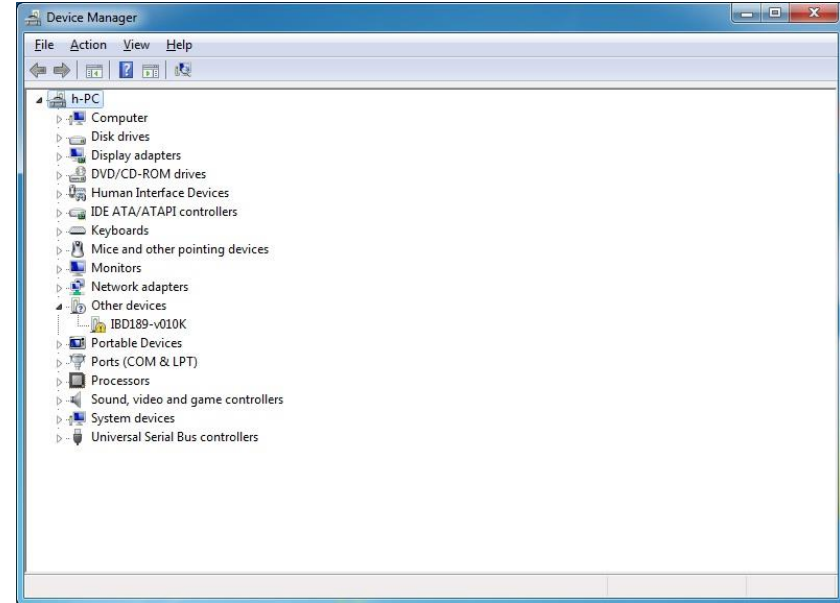 Device Manager
File Action View Help
h-PC
Computer
Disk drives
Display adapters
DVD/CD-ROM drives
Human Interface Devices
IDE ATA/ATAPI controllers
Keyboards
Mice and other pointing devices
Monitors
Network adapters
Other devices
IBD189-v010K
Portable Devices
Ports (COM & LPT)
Processors
Sound, video and game controllers
System devices
Universal Serial Bus controllers